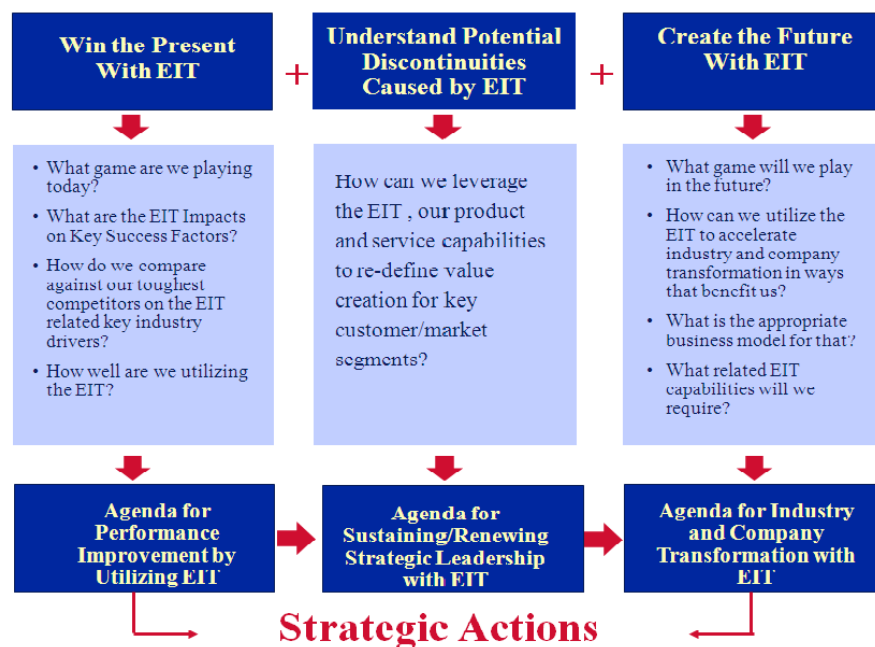 Win the Present
With EIT
+
Understand Potential
Discontinuities
Caused by EIT
+
Create the Future
With EIT
• What game are we playing
today?
• What are the EIT Impacts
on Key Success Factors?
• How do we compare
against our toughest
competitors on the EIT
related key industry
drivers?
• How well are we utilizing
the EIT?
How can we leverage
the EIT , our product
and service capabilities
to re-define value
creation for key
customer/market
segments?
• What game will we play
in the future?
• How can we utilize the
EIT to accelerate
industry and company
transformation in ways
that benefit us?
• What is the appropriate
business model for that?
• What related EIT
capabilities will we
require?
Agenda for
Performance
Improvement by
Utilizing EIT
Agenda for
Sustaining/Renewing
Strategic Leadership
with EIT
Agenda for Industry
and Company
Transformation with
EIT
Strategic Actions